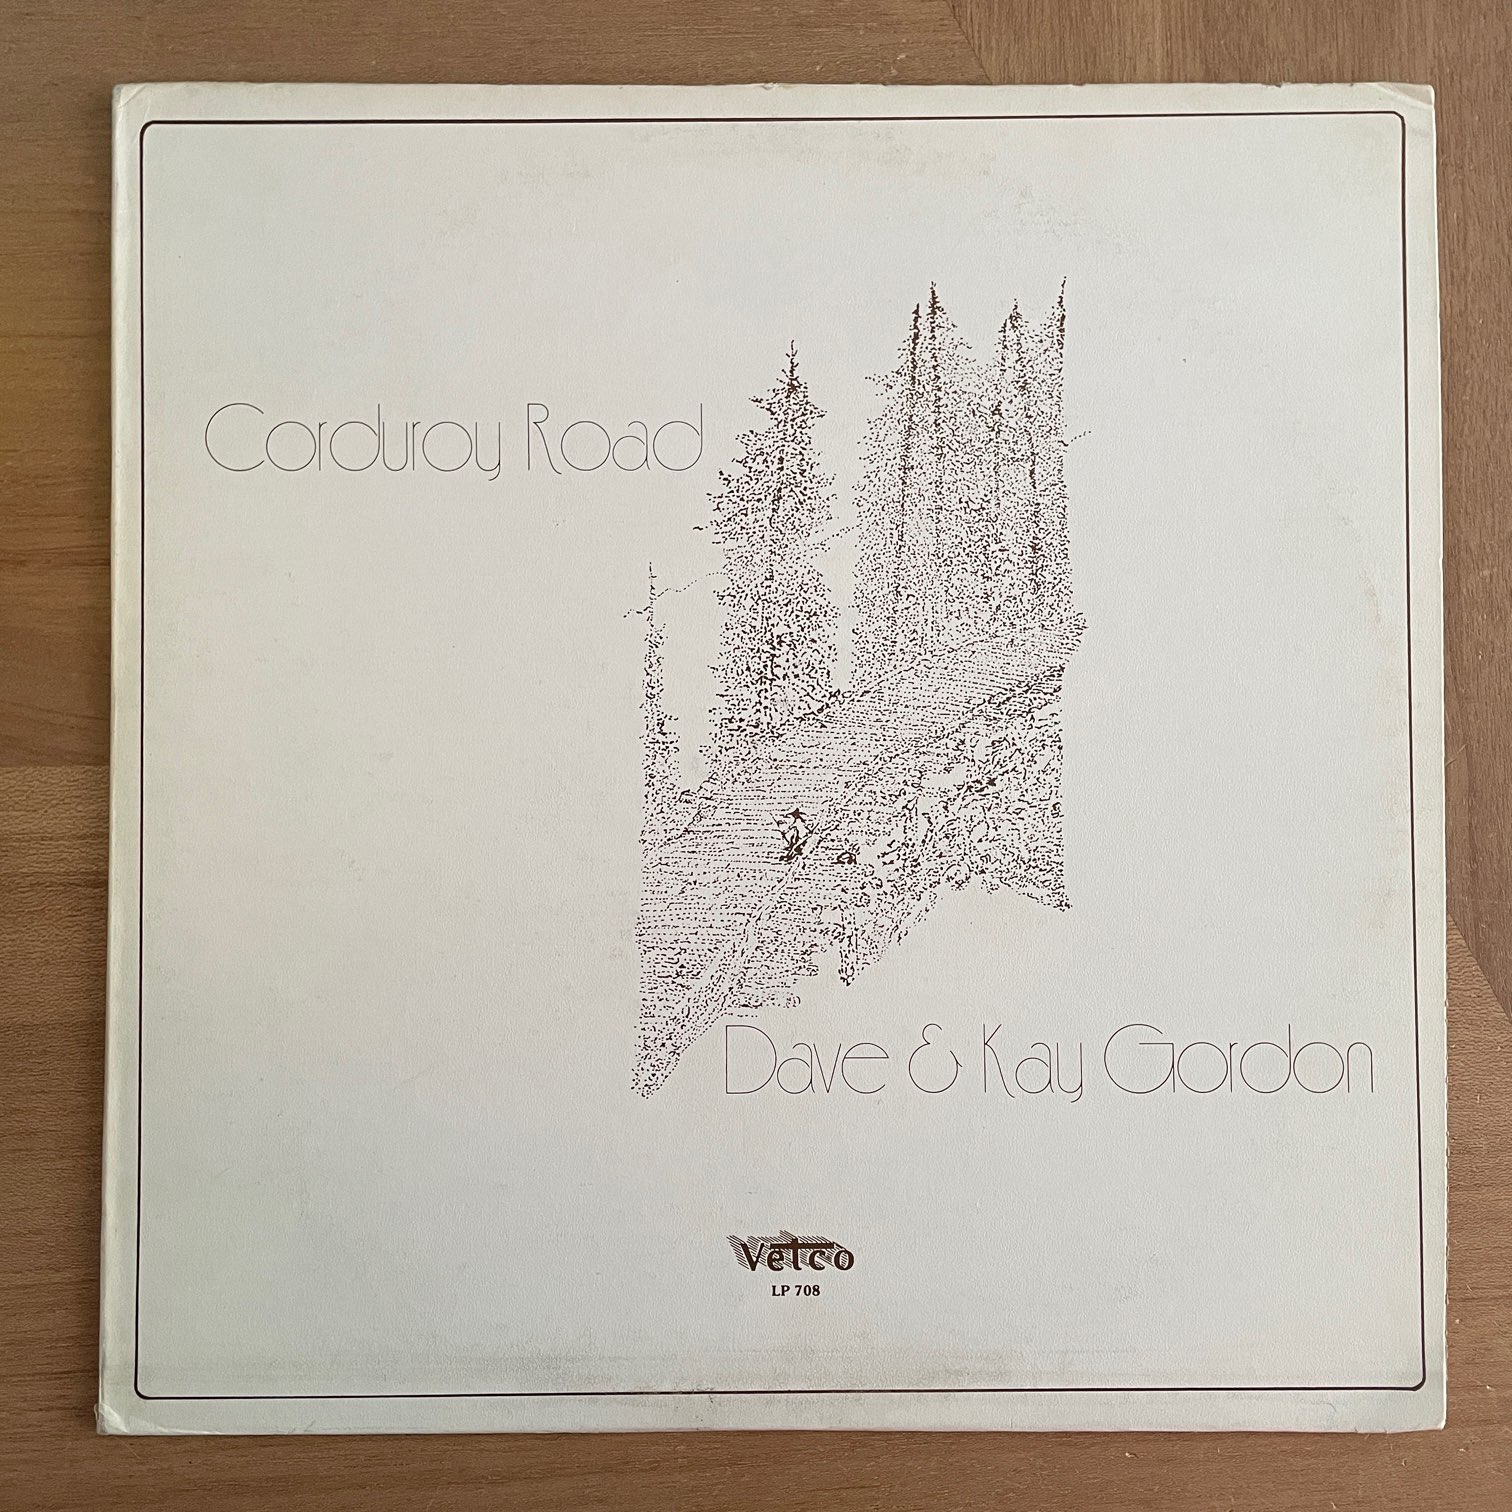 Corduroy Road
Dave & Kay Gordon
Vetco
LP 708